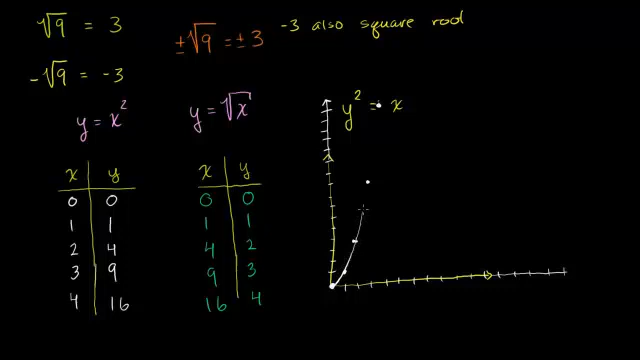 √9 = 3
-√9 = -3
±√9 = ±3
-3 also square root
y = x²
x y
0 0
1 1
2 4
3 9
4 16
y = √x
x y
0 0
1 1
4 2
9 3
16 4
y² = x